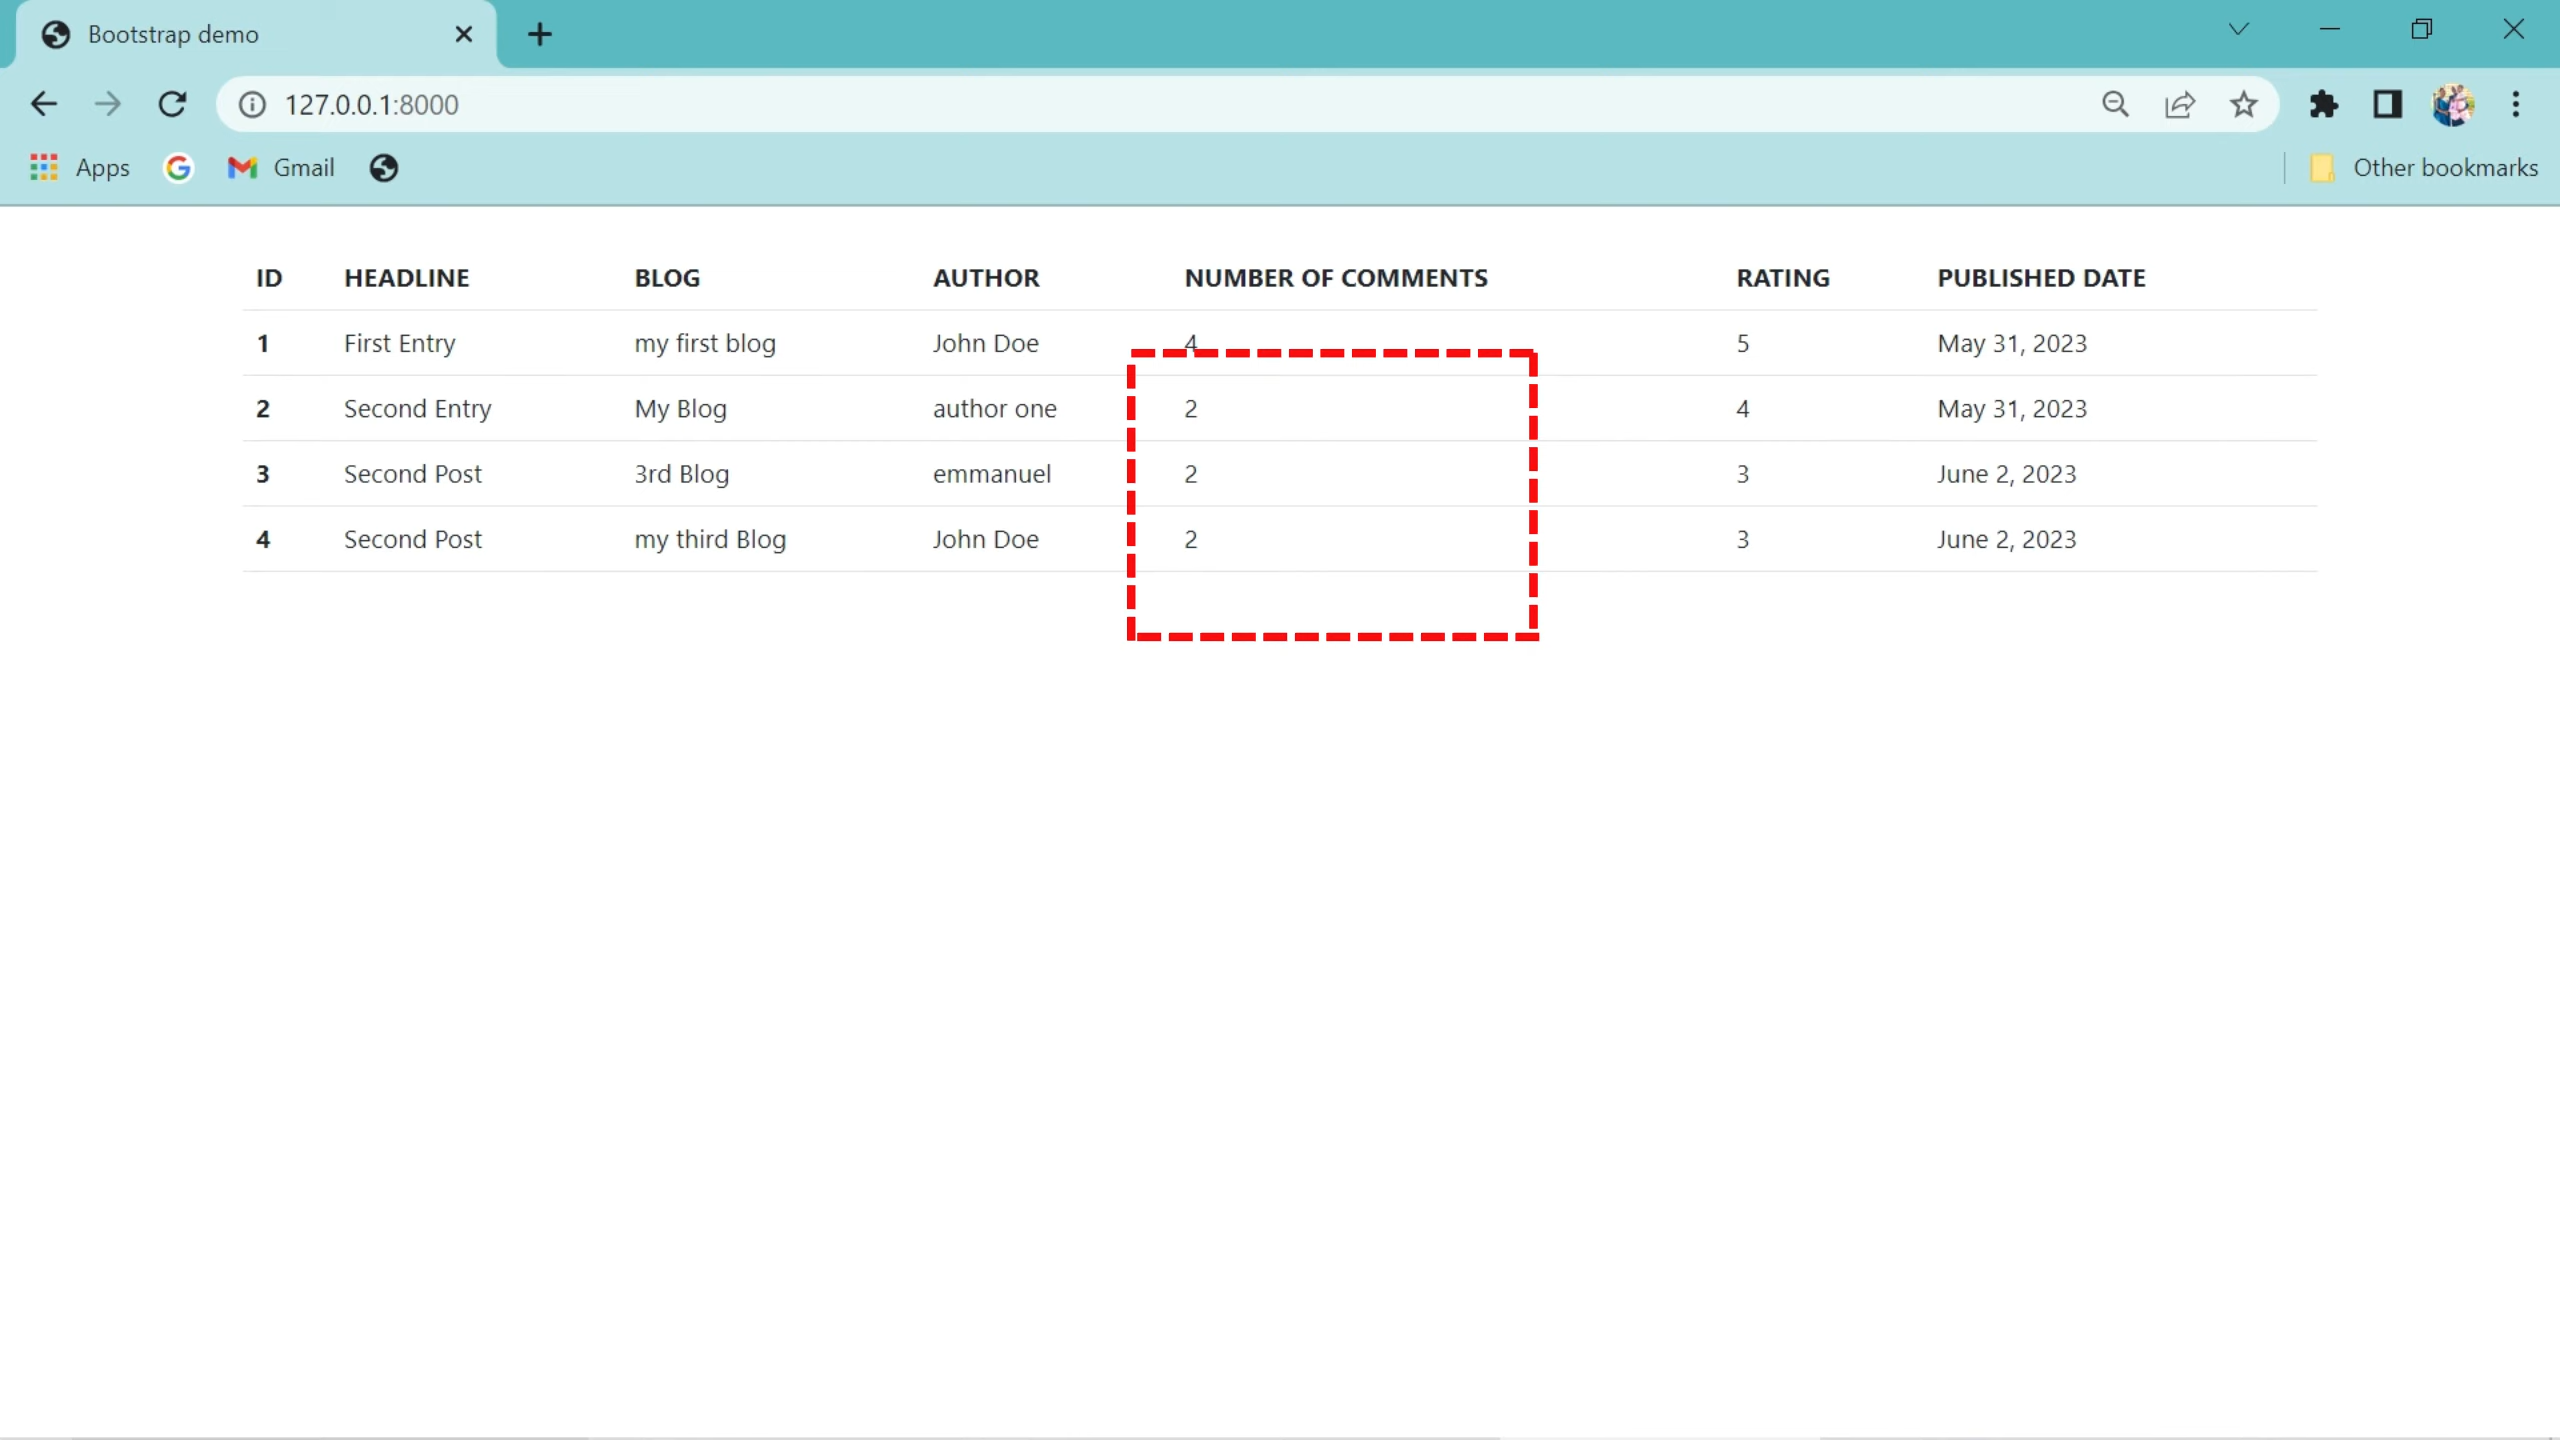 Bootstrap demo
127.0.0.1:8000
Apps Gmail Other bookmarks
ID HEADLINE BLOG AUTHOR NUMBER OF COMMENTS RATING PUBLISHED DATE
1 First Entry my first blog John Doe 4 5 May 31, 2023
2 Second Entry My Blog author one 2 4 May 31, 2023
3 Second Post 3rd Blog emmanuel 2 3 June 2, 2023
4 Second Post my third Blog John Doe 2 3 June 2, 2023